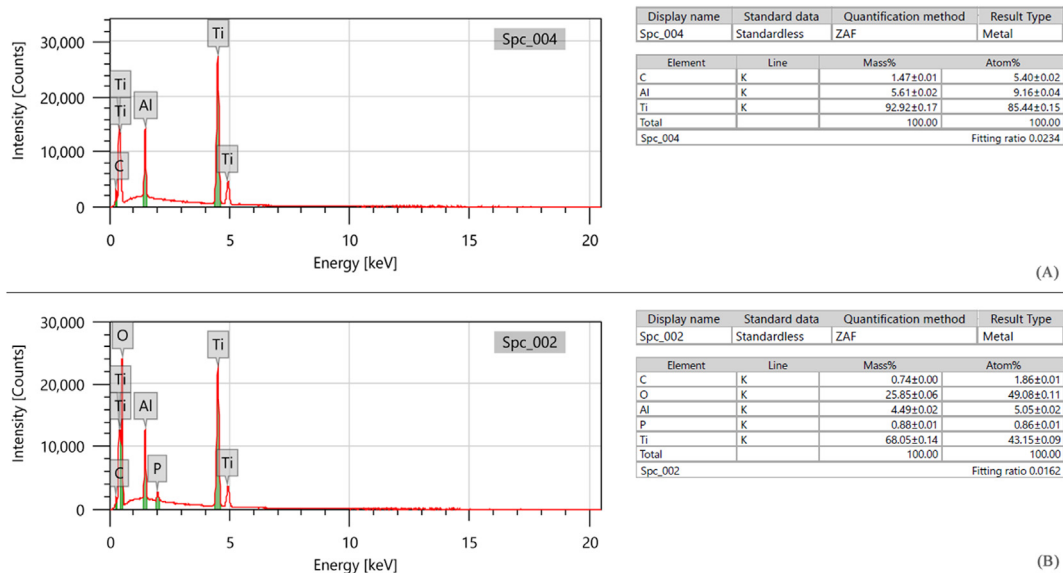 Intensity [Counts]
30,000
20,000
10,000
0
Ti
Ti
C
Al
Ti
Ti
Spc_004
0 5 10 15 20
Energy [keV]
Display name Standard data Quantification method Result Type
Spc_004 Standardless ZAF Metal
Element Line Mass% Atom%
C K 1.47±0.01 5.40±0.02
Al K 5.61±0.02 9.16±0.04
Ti K 92.92±0.17 85.44±0.15
Total 100.00 100.00
Spc_004 Fitting ratio 0.0234
(A)
Intensity [Counts]
30,000
20,000
10,000
0
O
Ti
Ti
C
Al
P
Ti
Ti
Spc_002
0 5 10 15 20
Energy [keV]
Display name Standard data Quantification method Result Type
Spc_002 Standardless ZAF Metal
Element Line Mass% Atom%
C K 0.74±0.00 1.86±0.01
O K 25.85±0.06 49.08±0.11
Al K 4.49±0.02 5.05±0.02
P K 0.88±0.01 0.86±0.01
Ti K 68.05±0.14 43.15±0.09
Total 100.00 100.00
Spc_002 Fitting ratio 0.0162
(B)